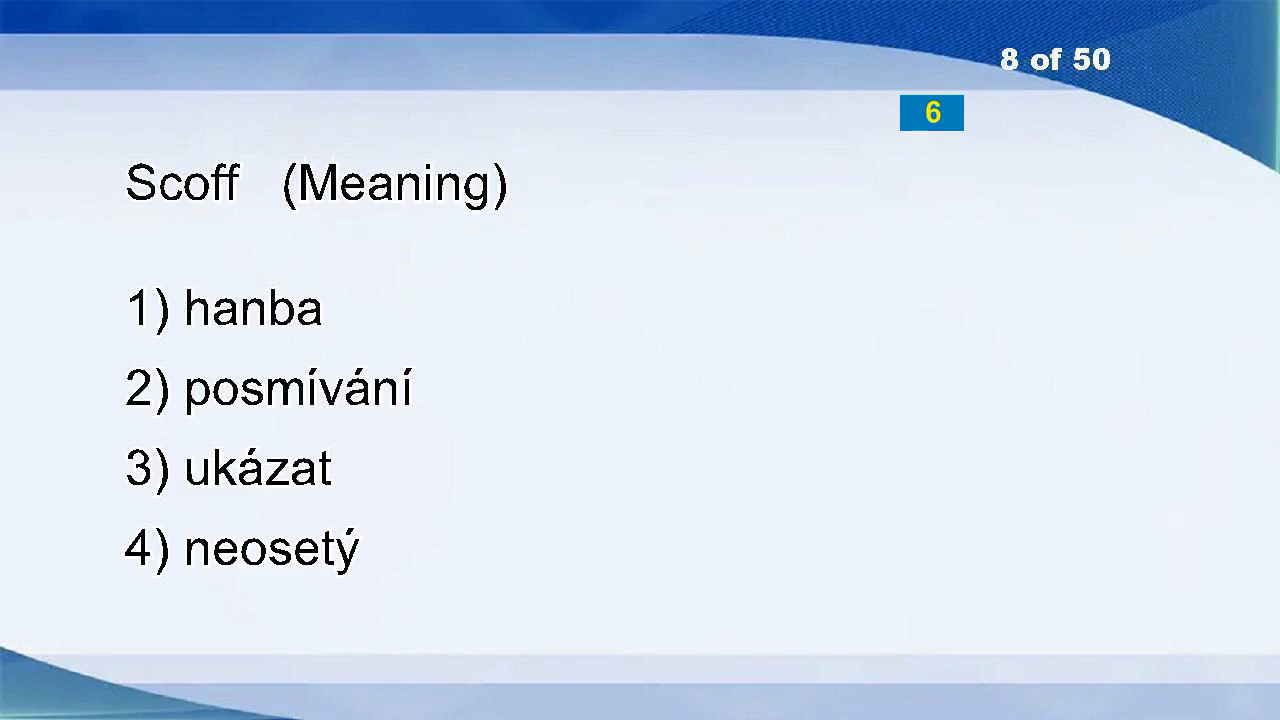 8 of 50
6
Scoff (Meaning)
1) hanba
2) posmívání
3) ukázat
4) neosetý